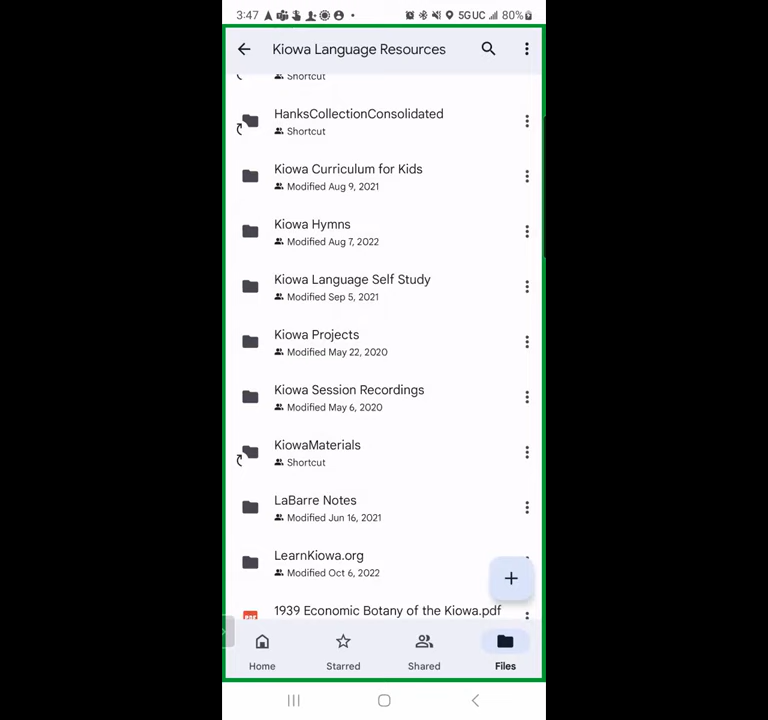 3:47
5GUC 80%
Kiowa Language Resources
Shortcut
HanksCollectionConsolidated
Shortcut
Kiowa Curriculum for Kids
Modified Aug 9, 2021
Kiowa Hymns
Modified Aug 7, 2022
Kiowa Language Self Study
Modified Sep 5, 2021
Kiowa Projects
Modified May 22, 2020
Kiowa Session Recordings
Modified May 6, 2020
KiowaMaterials
Shortcut
LaBarre Notes
Modified Jun 16, 2021
LearnKiowa.org
Modified Oct 6, 2022
1939 Economic Botany of the Kiowa.pdf
Home
Starred
Shared
Files